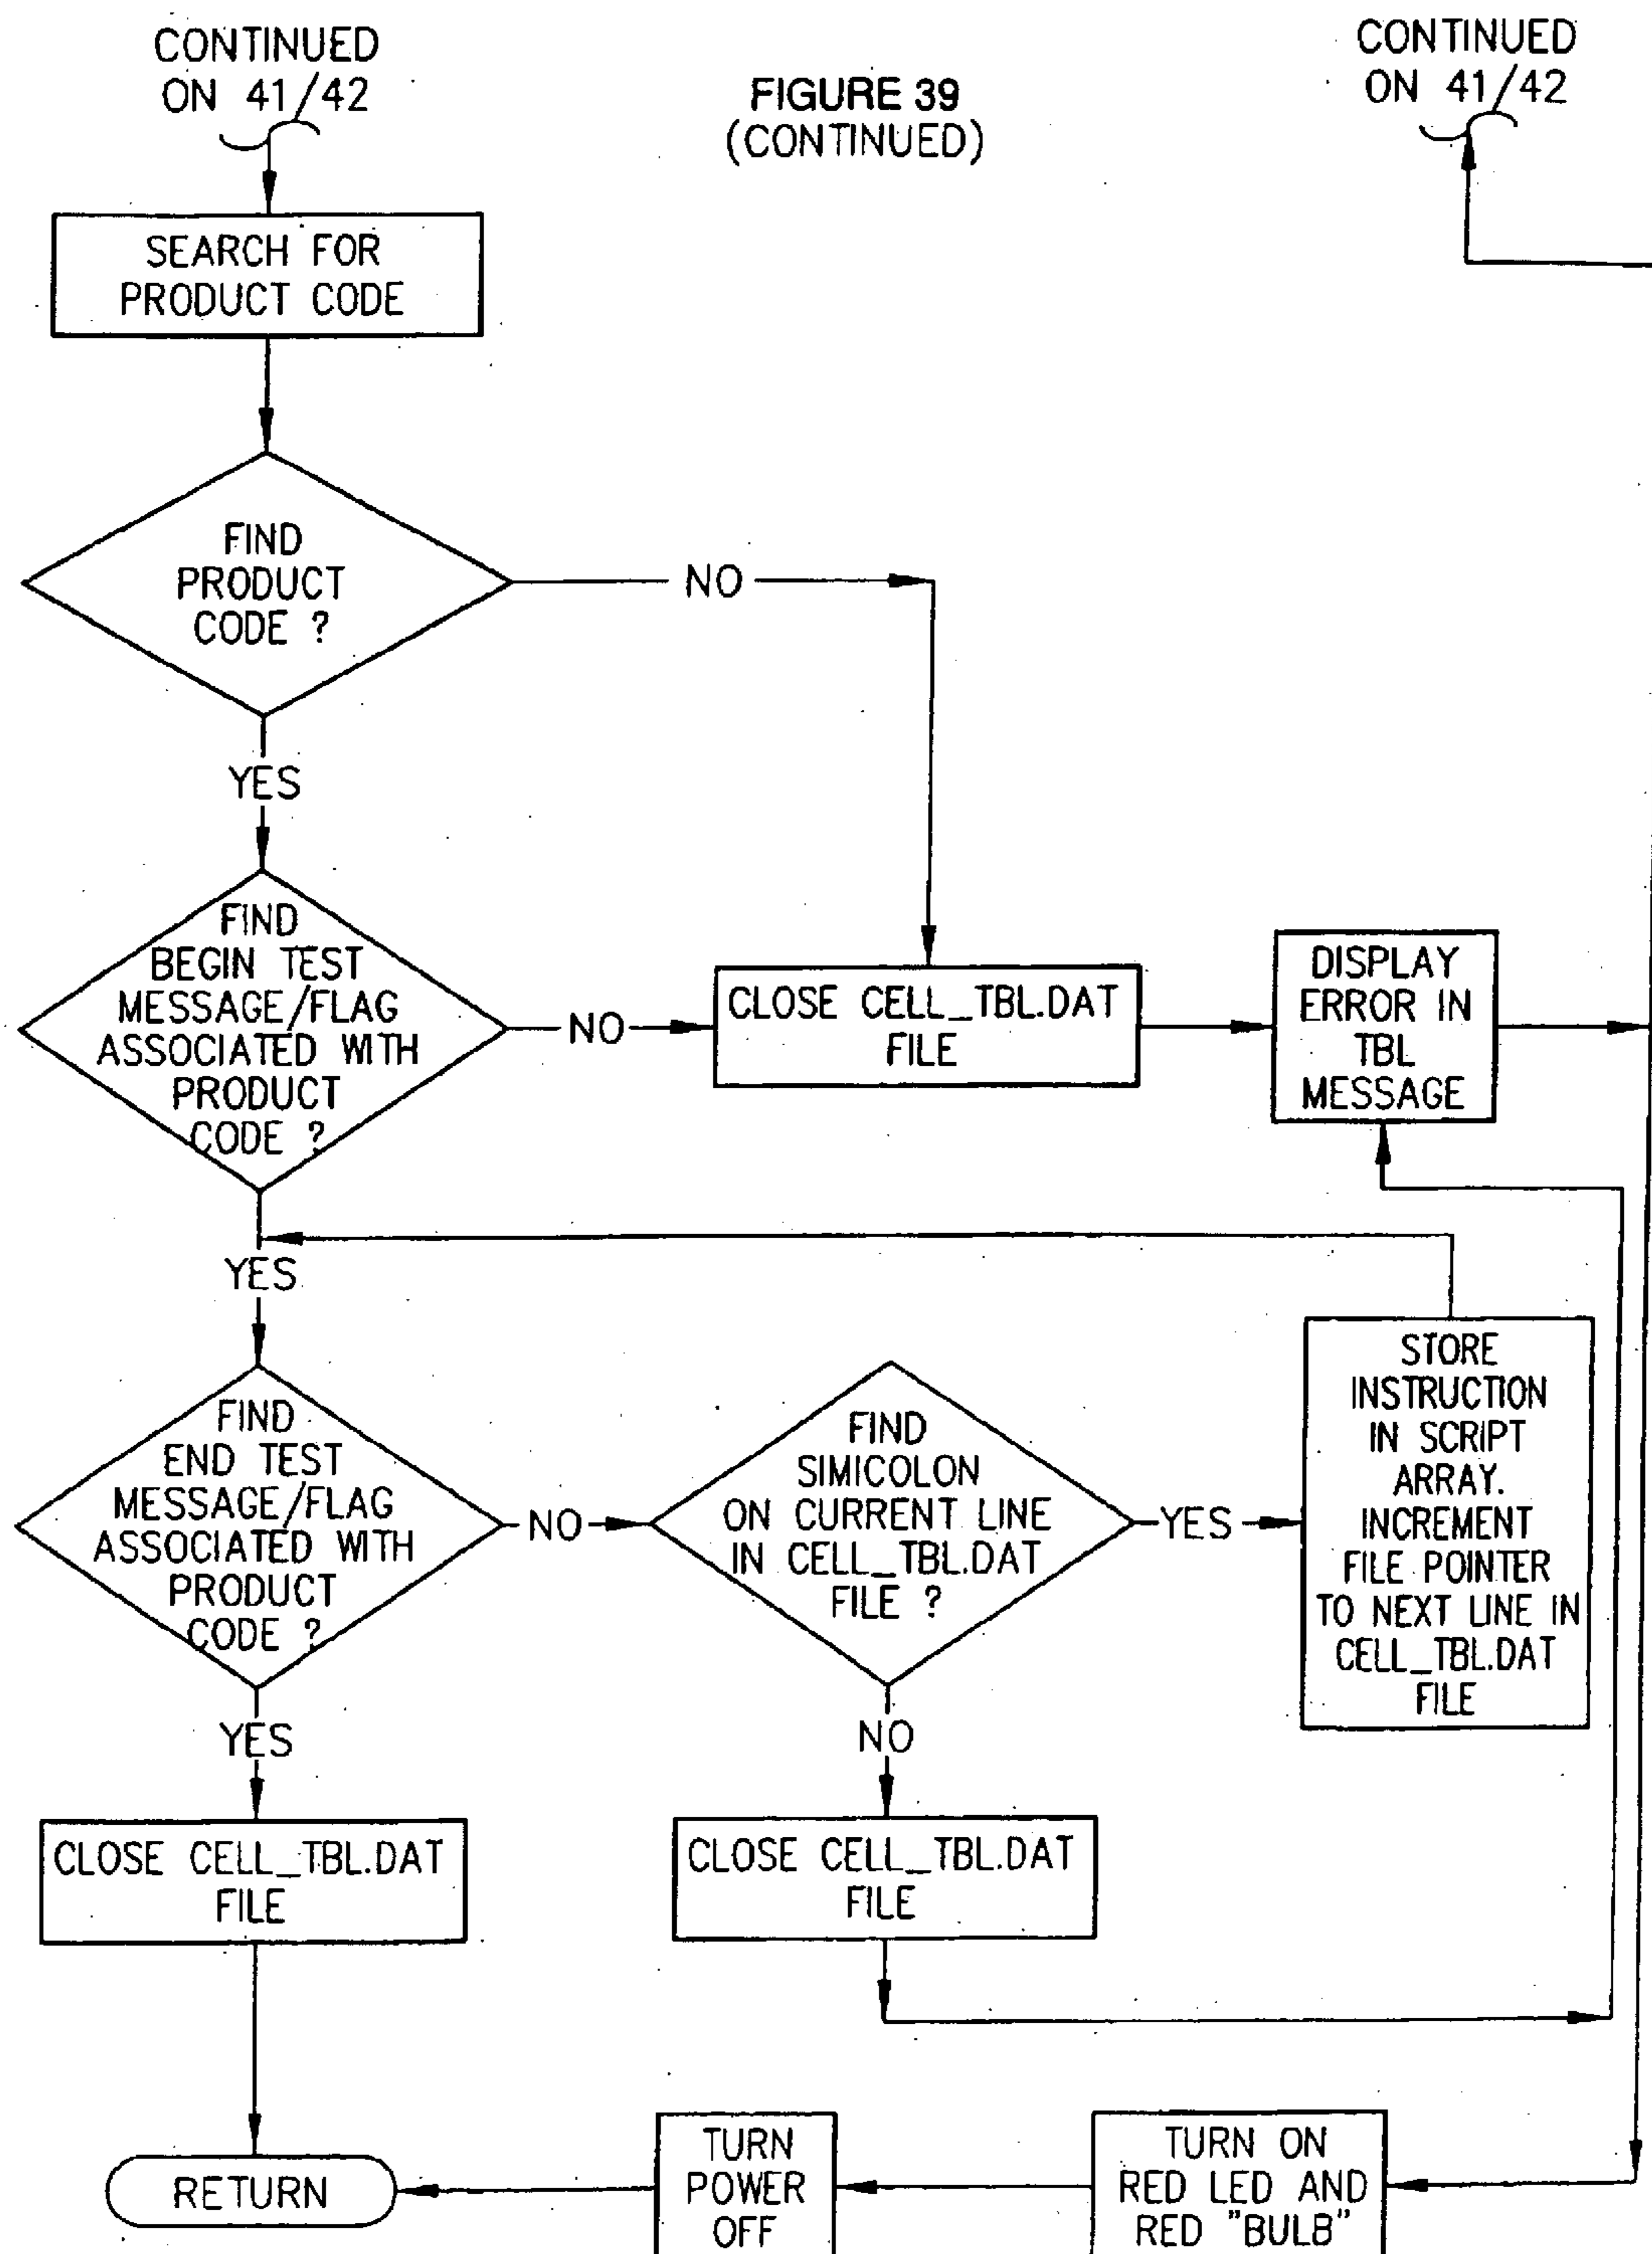 CONTINUED
ON 41/42
FIGURE 39
(CONTINUED)
CONTINUED
ON 41/42
SEARCH FOR
PRODUCT CODE
FIND
PRODUCT
CODE ?
NO
YES
FIND
BEGIN TEST
MESSAGE/FLAG
ASSOCIATED WITH
PRODUCT
CODE ?
NO
CLOSE CELL_TBL.DAT
FILE
DISPLAY
ERROR IN
TBL
MESSAGE
YES
FIND
END TEST
MESSAGE/FLAG
ASSOCIATED WITH
PRODUCT
CODE ?
NO
FIND
SIMICOLON
ON CURRENT LINE
IN CELL_TBL.DAT
FILE ?
YES
STORE
INSTRUCTION
IN SCRIPT
ARRAY.
INCREMENT
FILE POINTER
TO NEXT LINE IN
CELL_TBL.DAT
FILE
YES
NO
CLOSE CELL_TBL.DAT
FILE
CLOSE CELL_TBL.DAT
FILE
RETURN
TURN
POWER
OFF
TURN ON
RED LED AND
RED "BULB"